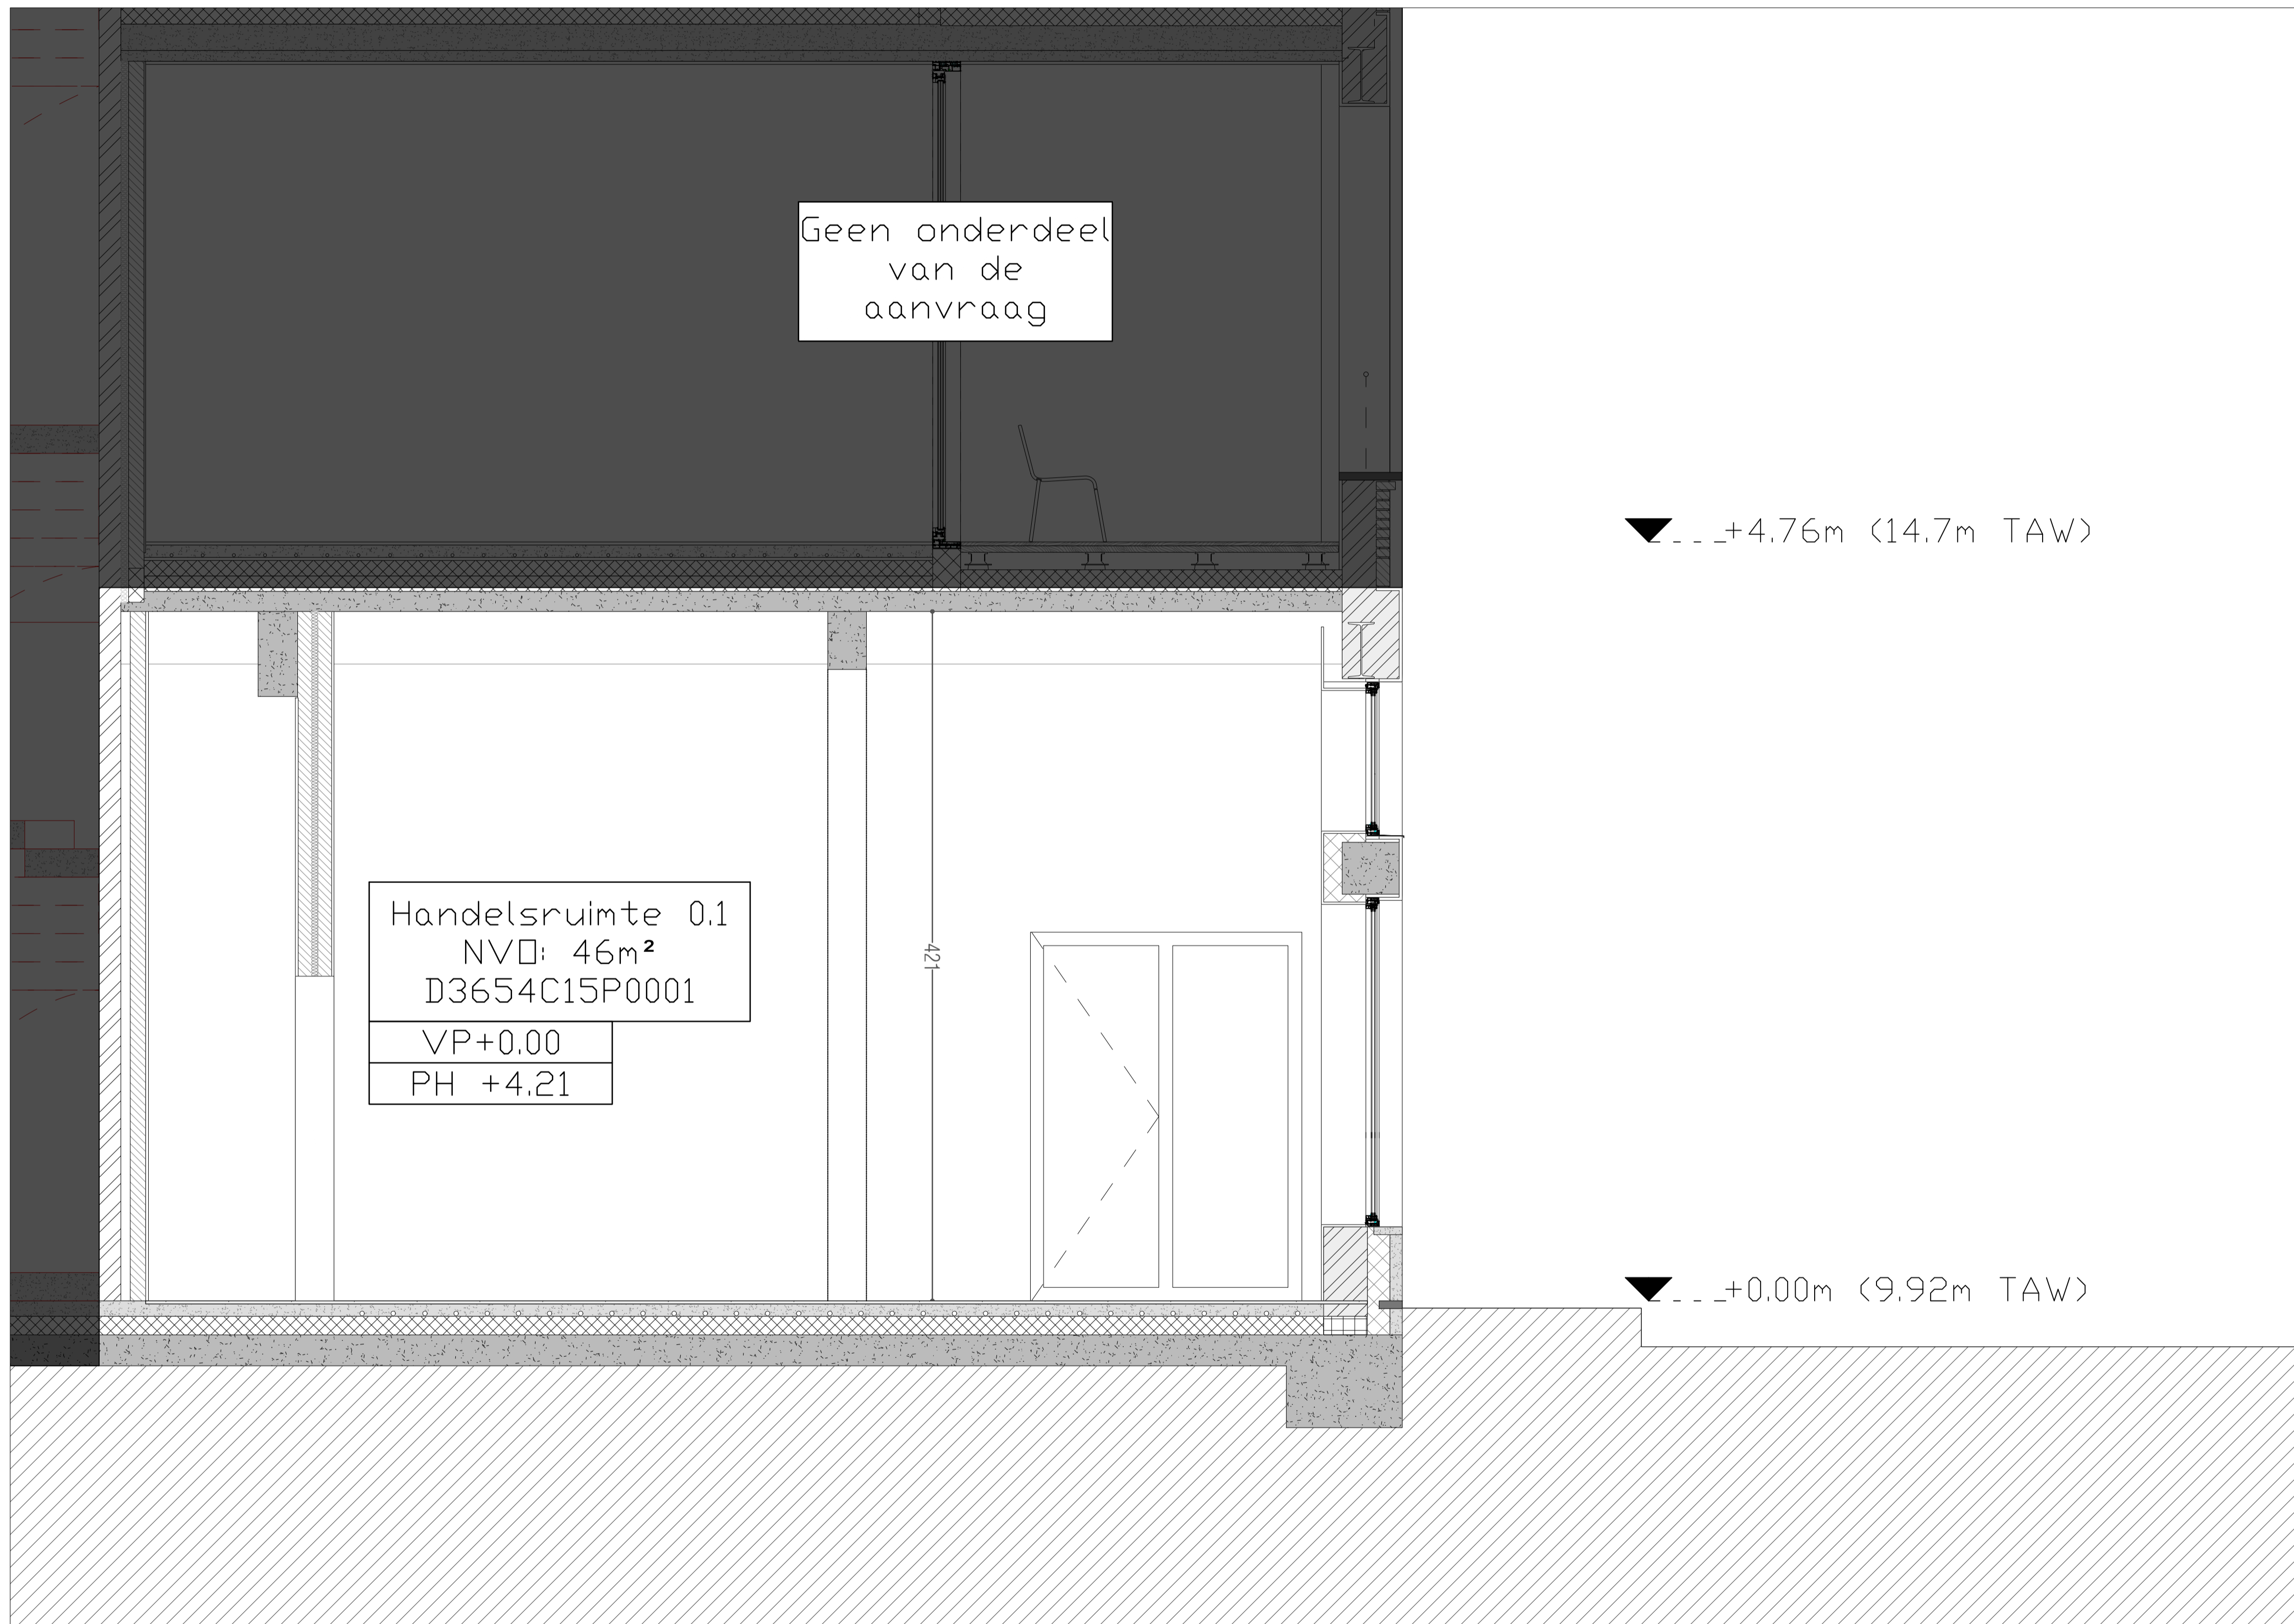 Geen onderdeel
van de
aanvraag
+4.76m (14.7m TAW)
Handelsruimte 0.1
NVO: 46m²
D3654C15P0001
VP+0.00
PH +4.21
421
+0.00m (9.92m TAW)